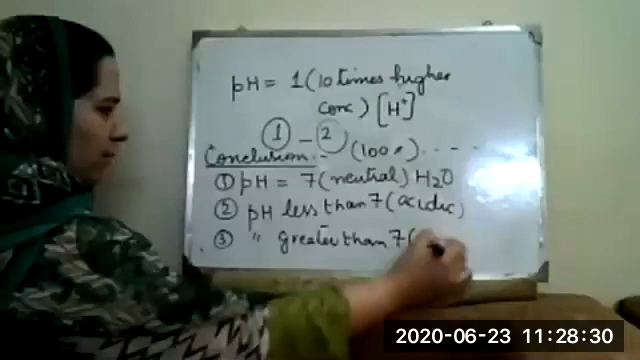 pH = 1 (10 times higher
conc) [H⁺]
① - ②
Conclusion:- (100 ) - - - -
① pH = 7 (neutral) H₂O
② pH less than 7 (acidic)
③ " greater than 7 (
2020-06-23 11:28:30